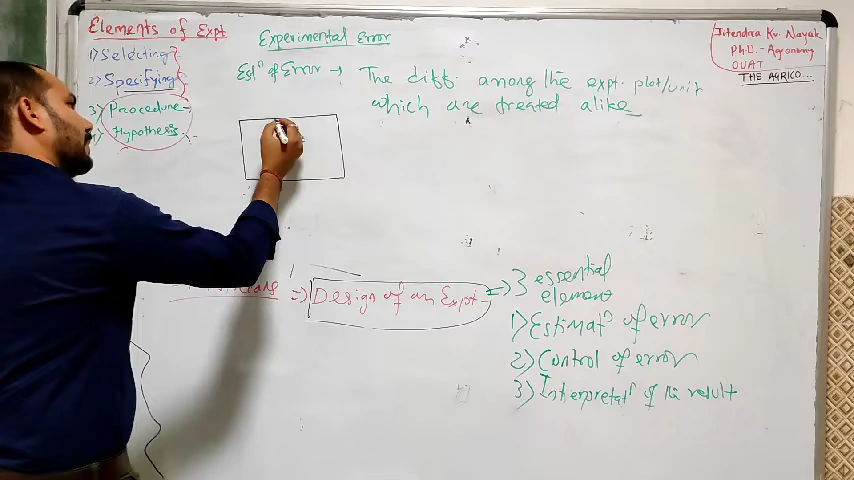 Elements of Expt
1) Selecting
2) Specifying
3) Procedure
4) Hypothesis
Experimental Error
Estⁿ of Error → The diff. among the expt. plot/unit
which are treated alike
Jitendra Kr. Nayak
Ph.D. - Agronomy
OUAT
THE AGRICO...
=> Design of an Expt => 3 essential
element
1) Estimatⁿ of error
2) Control of error
3) Interpretatⁿ of the result